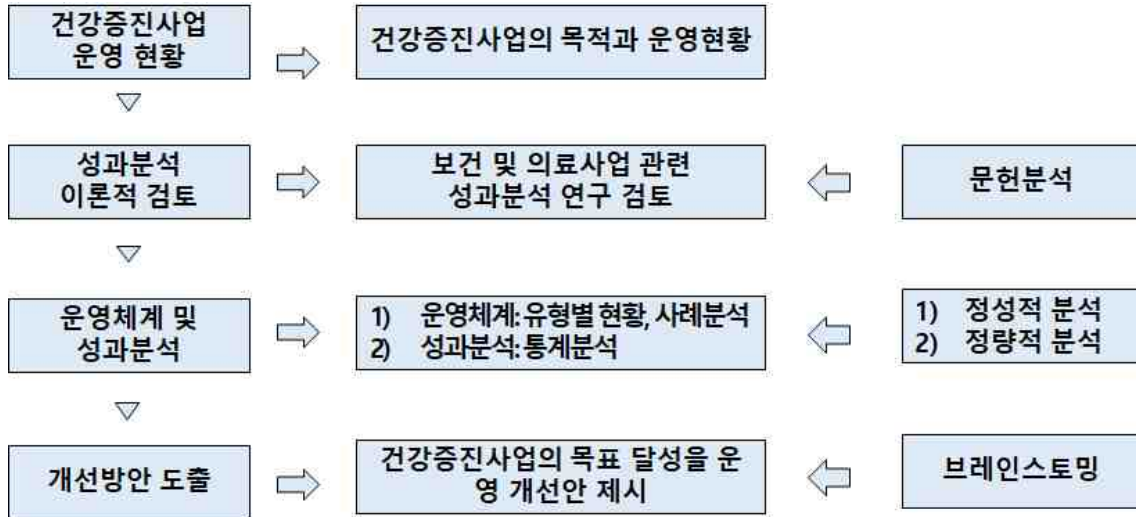 건강증진사업
운영 현황
건강증진사업의 목적과 운영현황
성과분석
이론적 검토
보건 및 의료사업 관련
성과분석 연구 검토
문헌분석
운영체계 및
성과분석
1) 운영체계: 유형별 현황, 사례분석
2) 성과분석: 통계분석
1) 정성적 분석
2) 정량적 분석
개선방안 도출
건강증진사업의 목표 달성을 운
영 개선안 제시
브레인스토밍